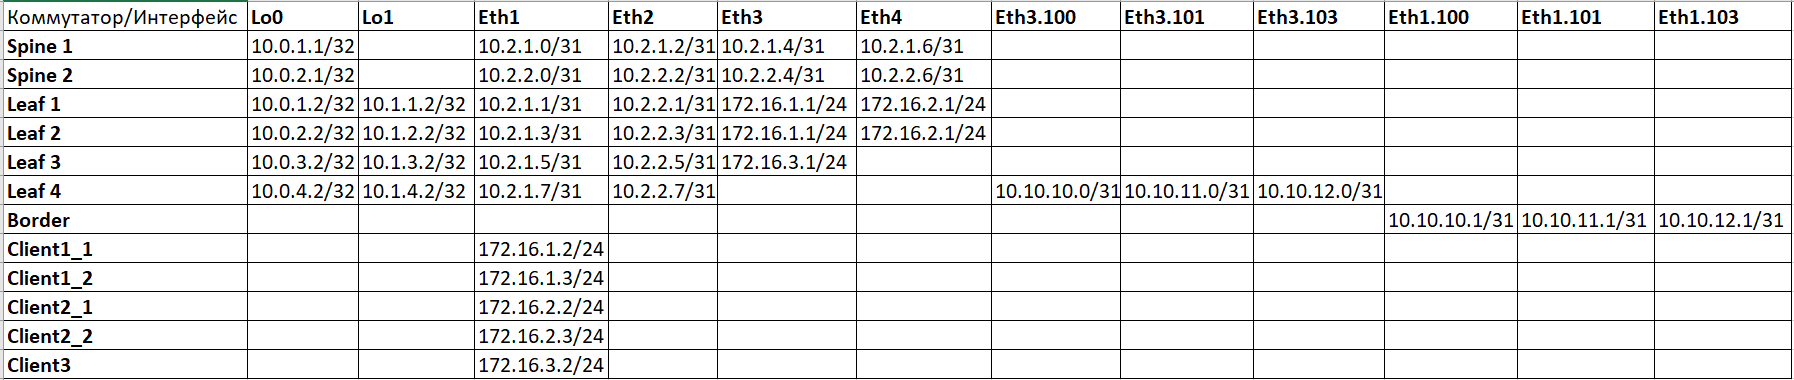 Коммутатор/Интерфейс Lo0 Lo1 Eth1 Eth2 Eth3 Eth4 Eth3.100 Eth3.101 Eth3.103 Eth1.100 Eth1.101 Eth1.103
Spine 1 10.0.1.1/32 10.2.1.0/31 10.2.1.2/31 10.2.1.4/31 10.2.1.6/31
Spine 2 10.0.2.1/32 10.2.2.0/31 10.2.2.2/31 10.2.2.4/31 10.2.2.6/31
Leaf 1 10.0.1.2/32 10.1.1.2/32 10.2.1.1/31 10.2.2.1/31 172.16.1.1/24 172.16.2.1/24
Leaf 2 10.0.2.2/32 10.1.2.2/32 10.2.1.3/31 10.2.2.3/31 172.16.1.1/24 172.16.2.1/24
Leaf 3 10.0.3.2/32 10.1.3.2/32 10.2.1.5/31 10.2.2.5/31 172.16.3.1/24
Leaf 4 10.0.4.2/32 10.1.4.2/32 10.2.1.7/31 10.2.2.7/31 10.10.10.0/31 10.10.11.0/31 10.10.12.0/31
Border 10.10.10.1/31 10.10.11.1/31 10.10.12.1/31
Client1_1 172.16.1.2/24
Client1_2 172.16.1.3/24
Client2_1 172.16.2.2/24
Client2_2 172.16.2.3/24
Client3 172.16.3.2/24